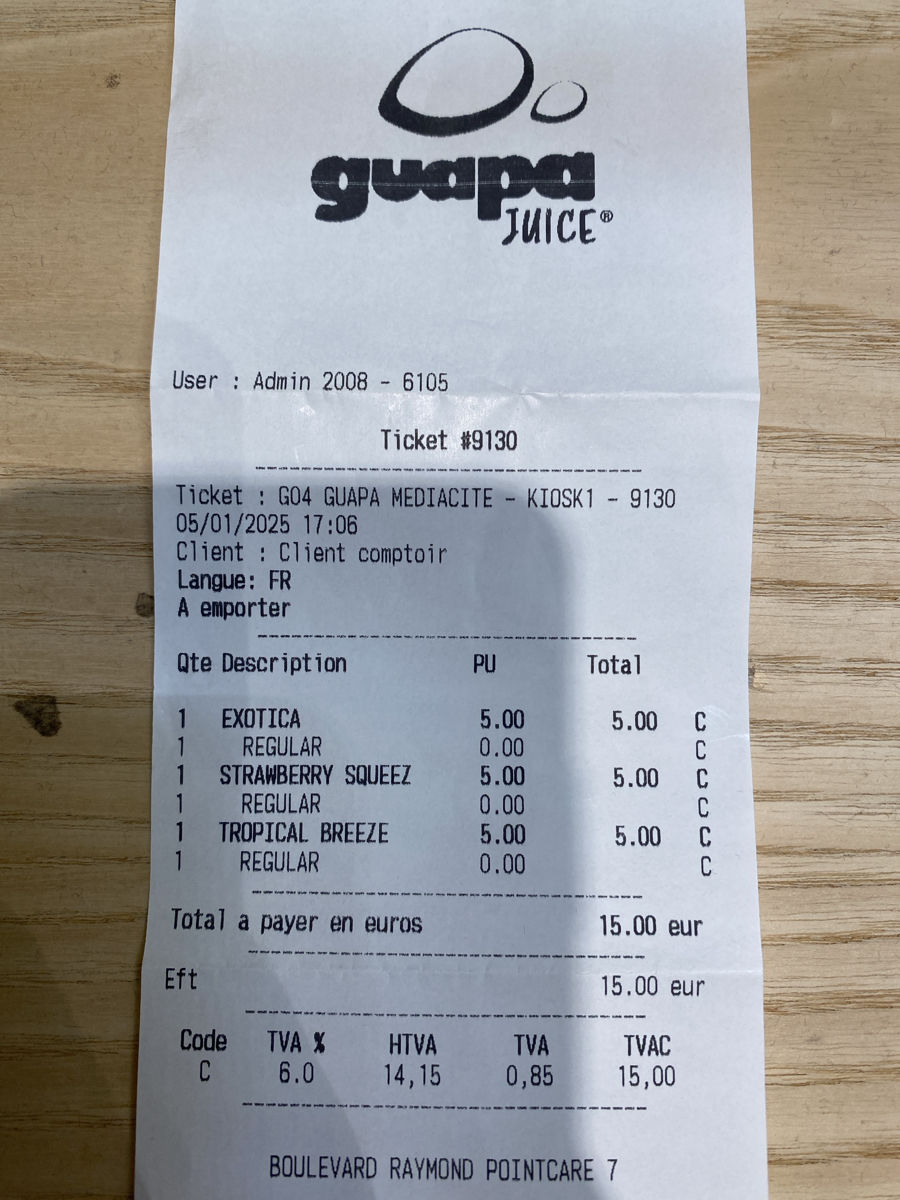 guapa
JUICE®
User : Admin 2008 - 6105
Ticket #9130
Ticket : GO4 GUAPA MEDIACITE - KIOSK1 - 9130
05/01/2025 17:06
Client : Client comptoir
Langue: FR
A emporter
Qte Description PU Total
1 EXOTICA 5.00 5.00 C
1 REGULAR 0.00 C
1 STRAWBERRY SQUEEZ 5.00 5.00 C
1 REGULAR 0.00 C
1 TROPICAL BREEZE 5.00 5.00 C
1 REGULAR 0.00 C
Total a payer en euros 15.00 eur
Eft 15.00 eur
Code TVA % HTVA TVA TVAC
C 6.0 14,15 0,85 15,00
BOULEVARD RAYMOND POINTCARE 7